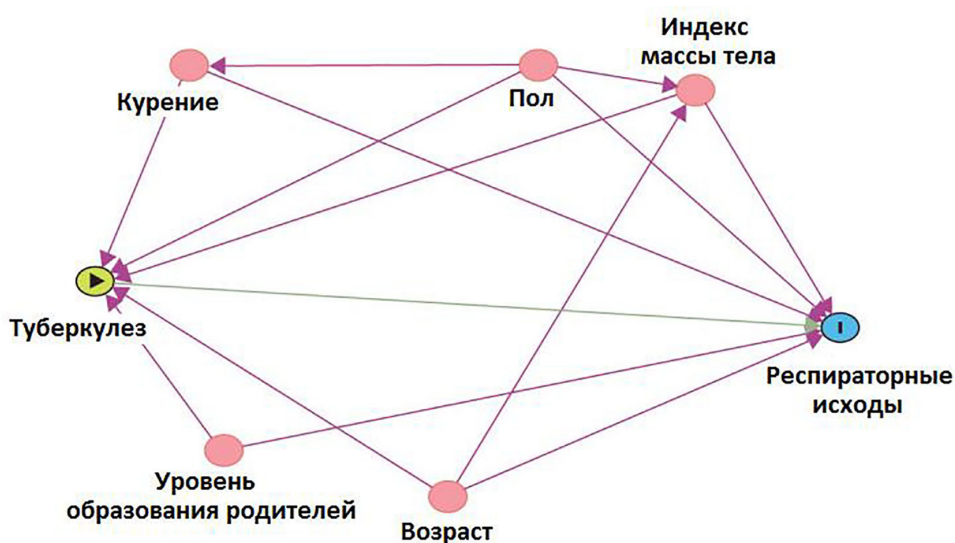 Индекс
массы тела
Курение
Пол
Туберкулез
Респираторные
исходы
Уровень
образования родителей
Возраст